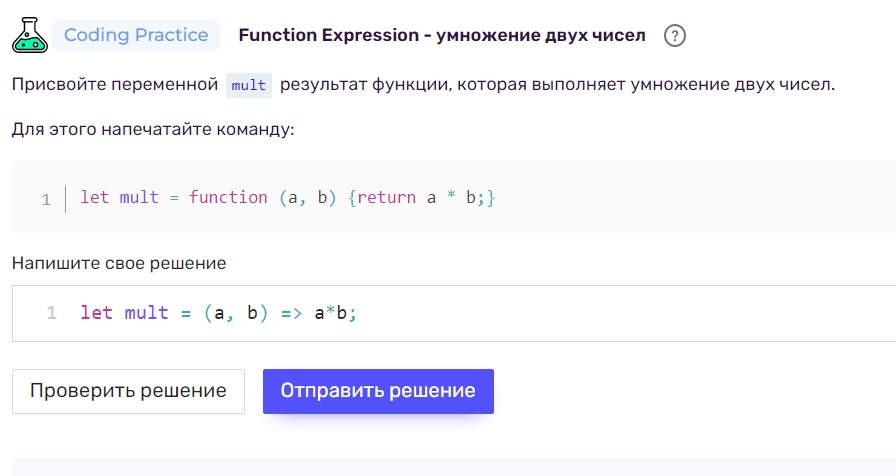 Coding Practice Function Expression - умножение двух чисел ?
Присвойте переменной mult результат функции, которая выполняет умножение двух чисел.
Для этого напечатайте команду:
1 let mult = function (a, b) {return a * b;}
Напишите свое решение
1 let mult = (a, b) => a*b;
Проверить решение Отправить решение